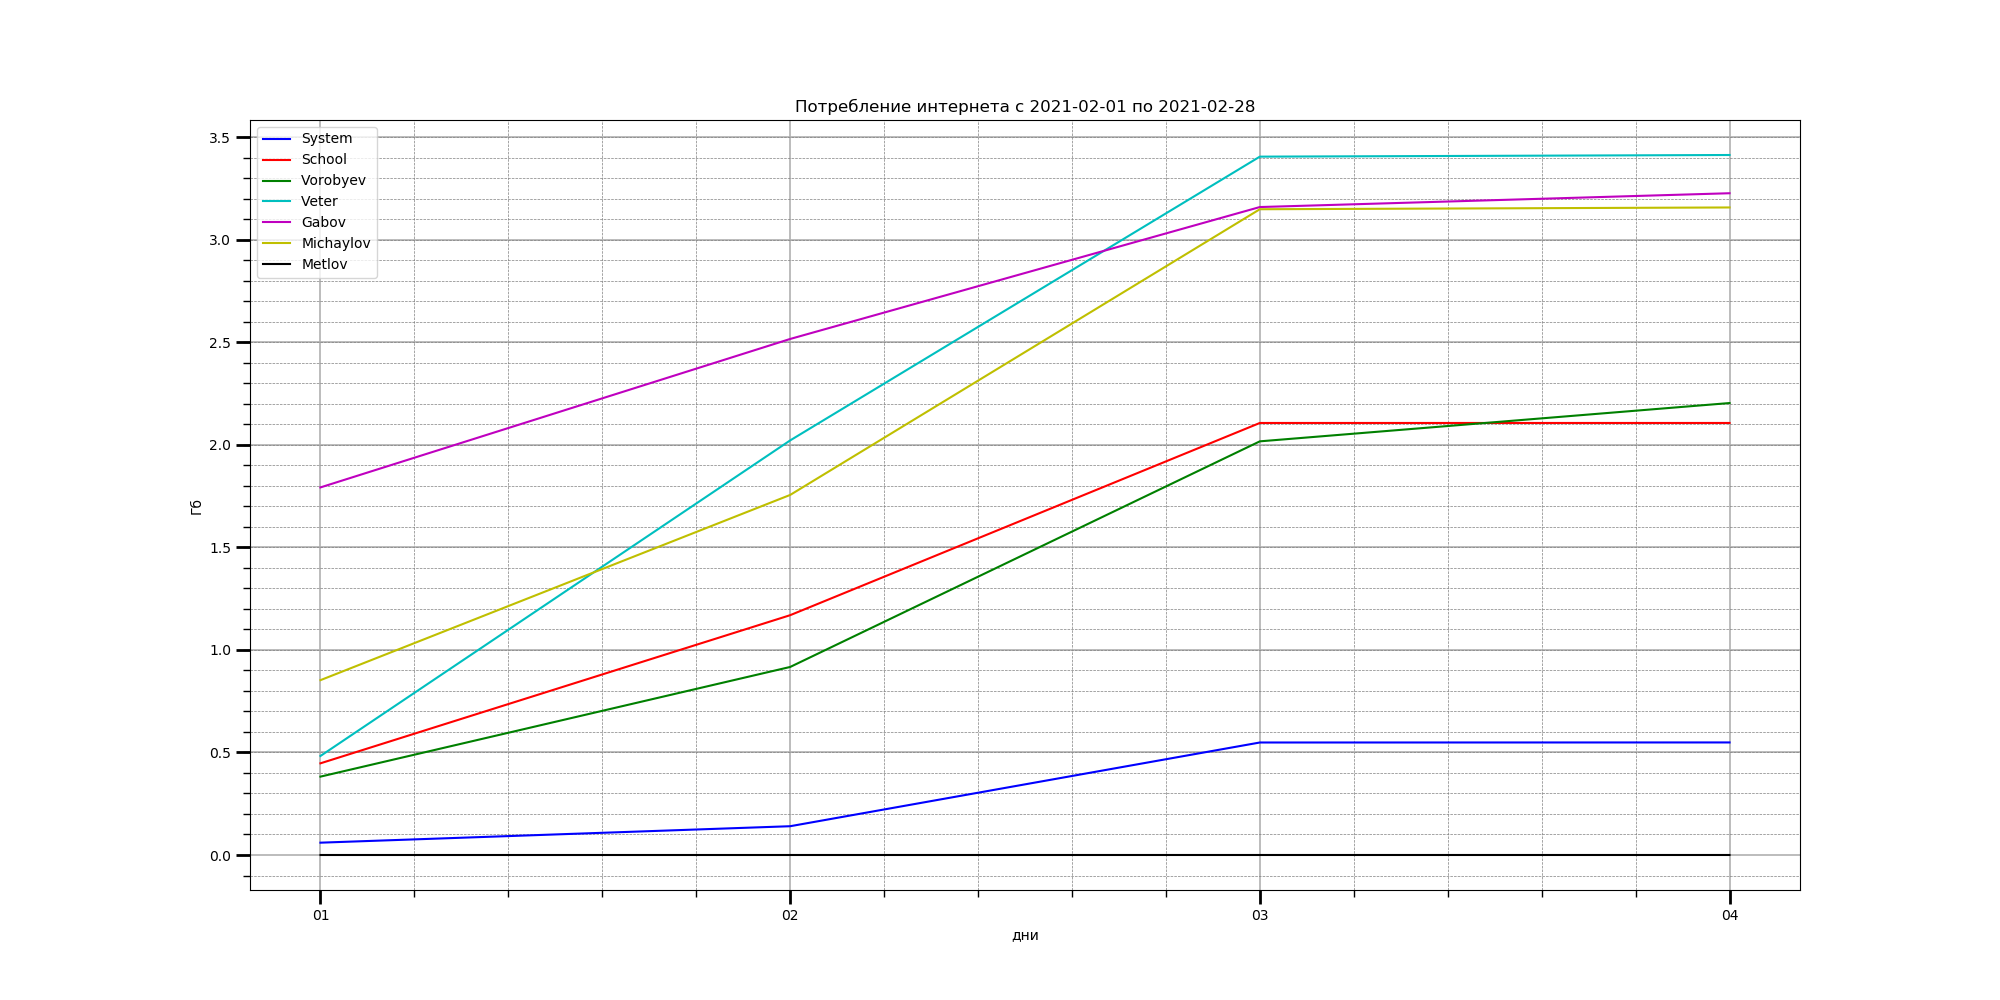 Потребление интернета с 2021-02-01 по 2021-02-28
System
School
Vorobyev
Veter
Gabov
Michaylov
Metlov
3.5
3.0
2.5
2.0
1.5
1.0
0.5
0.0
Гб
01 02 03 04
дни